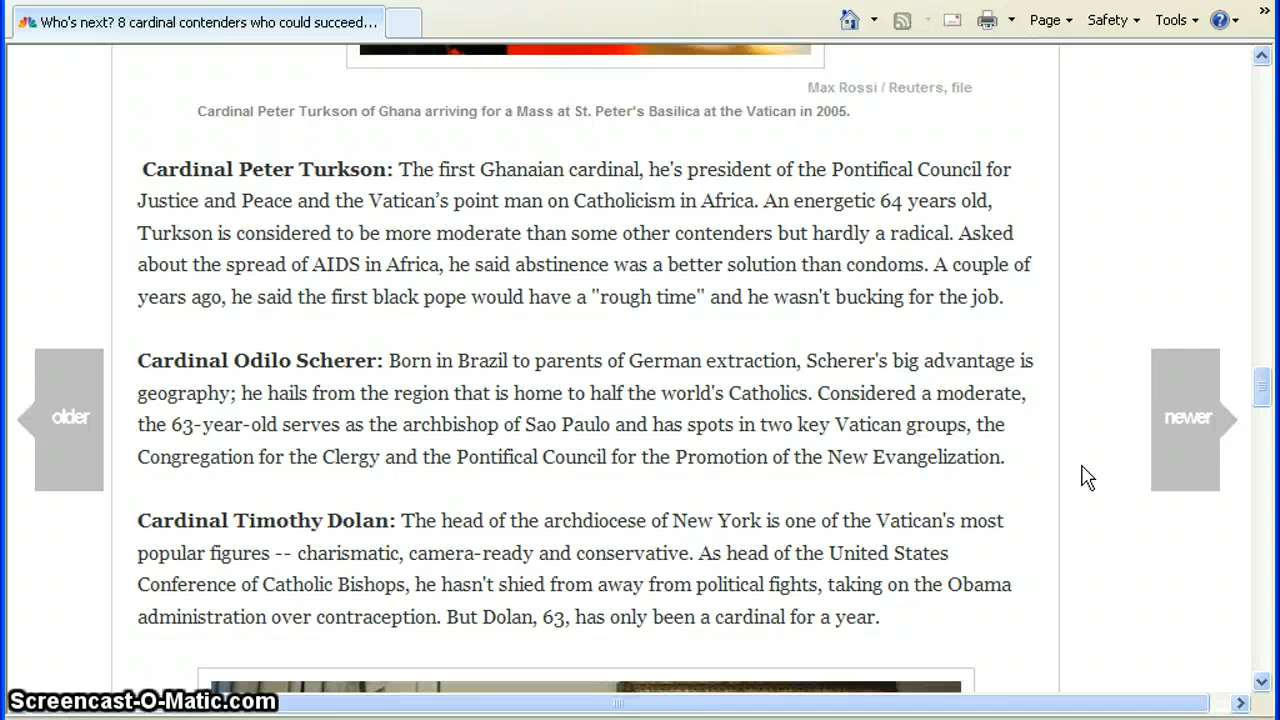 Who's next? 8 cardinal contenders who could succeed...
Page Safety Tools
Max Rossi / Reuters, file
Cardinal Peter Turkson of Ghana arriving for a Mass at St. Peter's Basilica at the Vatican in 2005.
Cardinal Peter Turkson: The first Ghanaian cardinal, he's president of the Pontifical Council for
Justice and Peace and the Vatican’s point man on Catholicism in Africa. An energetic 64 years old,
Turkson is considered to be more moderate than some other contenders but hardly a radical. Asked
about the spread of AIDS in Africa, he said abstinence was a better solution than condoms. A couple of
years ago, he said the first black pope would have a "rough time" and he wasn't bucking for the job.
Cardinal Odilo Scherer: Born in Brazil to parents of German extraction, Scherer's big advantage is
geography; he hails from the region that is home to half the world's Catholics. Considered a moderate,
older
newer
the 63-year-old serves as the archbishop of Sao Paulo and has spots in two key Vatican groups, the
Congregation for the Clergy and the Pontifical Council for the Promotion of the New Evangelization.
Cardinal Timothy Dolan: The head of the archdiocese of New York is one of the Vatican's most
popular figures -- charismatic, camera-ready and conservative. As head of the United States
Conference of Catholic Bishops, he hasn't shied from away from political fights, taking on the Obama
administration over contraception. But Dolan, 63, has only been a cardinal for a year.
Screencast-O-Matic.com